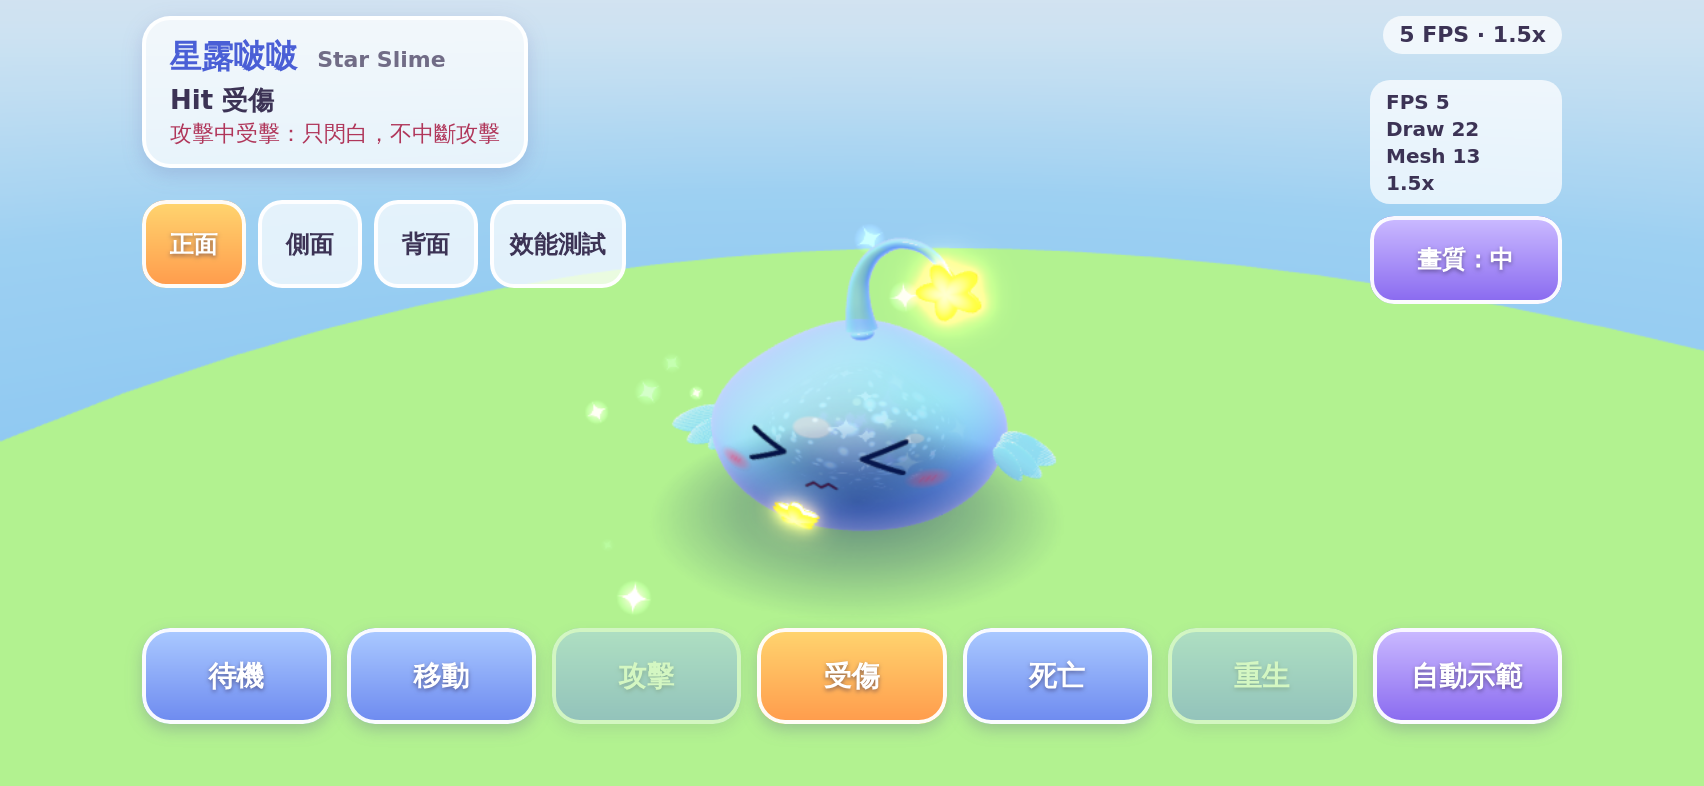 星露啵啵 Star Slime
Hit 受傷
攻擊中受擊：只閃白，不中斷攻擊
5 FPS · 1.5x
FPS 5
Draw 22
Mesh 13
1.5x
正面
側面
背面
效能測試
畫質：中
待機
移動
攻擊
受傷
死亡
重生
自動示範